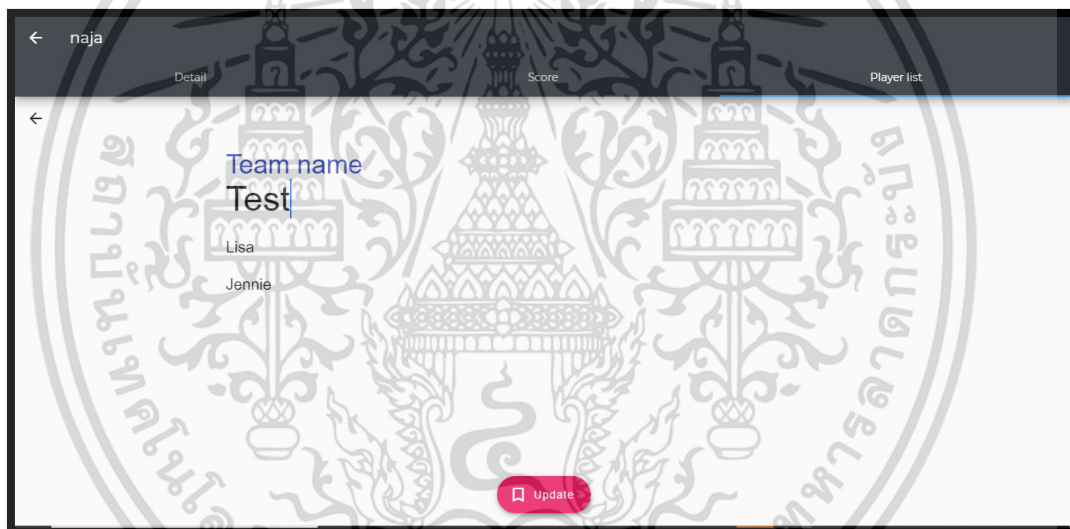 naja
Detail
Score
Player list
Team name
Test
Lisa
Jennie
Update